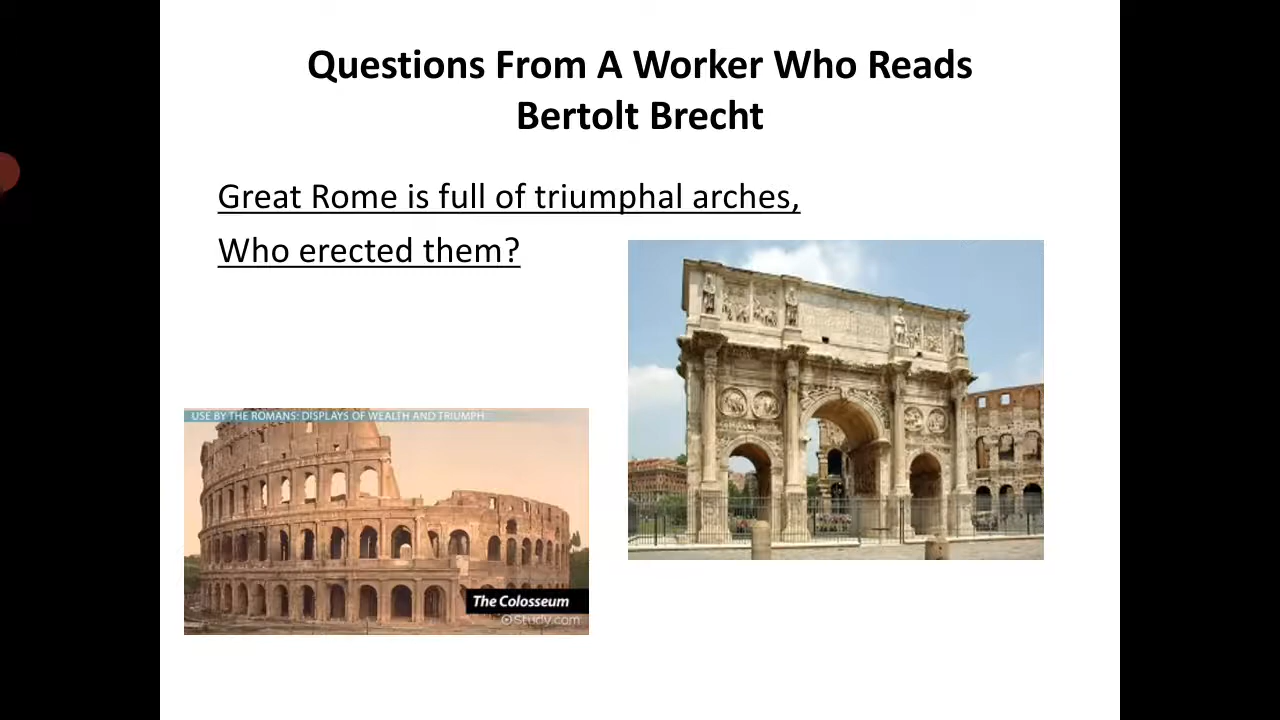 Questions From A Worker Who Reads
Bertolt Brecht
Great Rome is full of triumphal arches,
Who erected them?
USE BY THE ROMANS: DISPLAYS OF WEALTH AND TRIUMPH
The Colosseum
Study.com